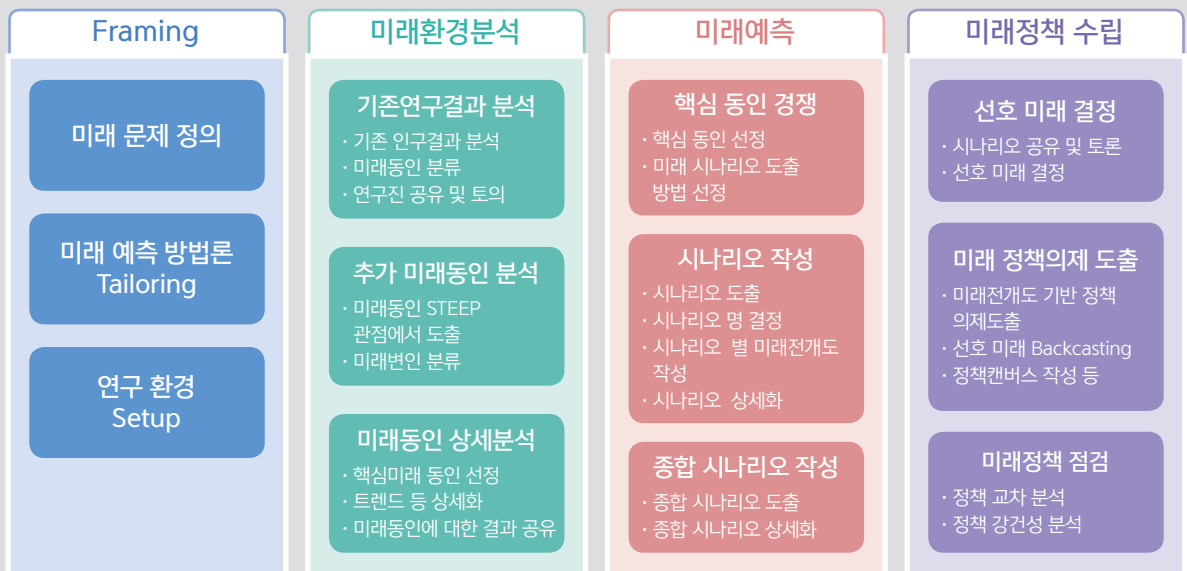 Framing
미래 문제 정의
미래 예측 방법론
Tailoring
연구 환경
Setup
미래환경분석
기존연구결과 분석
· 기존 인구결과 분석
· 미래동인 분류
· 연구진 공유 및 토의
추가 미래동인 분석
· 미래동인 STEEP
관점에서 도출
· 미래변인 분류
미래동인 상세분석
· 핵심미래 동인 선정
· 트렌드 등 상세화
· 미래동인에 대한 결과 공유
미래예측
핵심 동인 경쟁
· 핵심 동인 선정
· 미래 시나리오 도출
방법 선정
시나리오 작성
· 시나리오 도출
· 시나리오 명 결정
· 시나리오 별 미래전개도
작성
· 시나리오 상세화
종합 시나리오 작성
· 종합 시나리오 도출
· 종합 시나리오 상세화
미래정책 수립
선호 미래 결정
· 시나리오 공유 및 토론
· 선호 미래 결정
미래 정책의제 도출
· 미래전개도 기반 정책
의제도출
· 선호 미래 Backcasting
· 정책캔버스 작성 등
미래정책 점검
· 정책 교차 분석
· 정책 강건성 분석